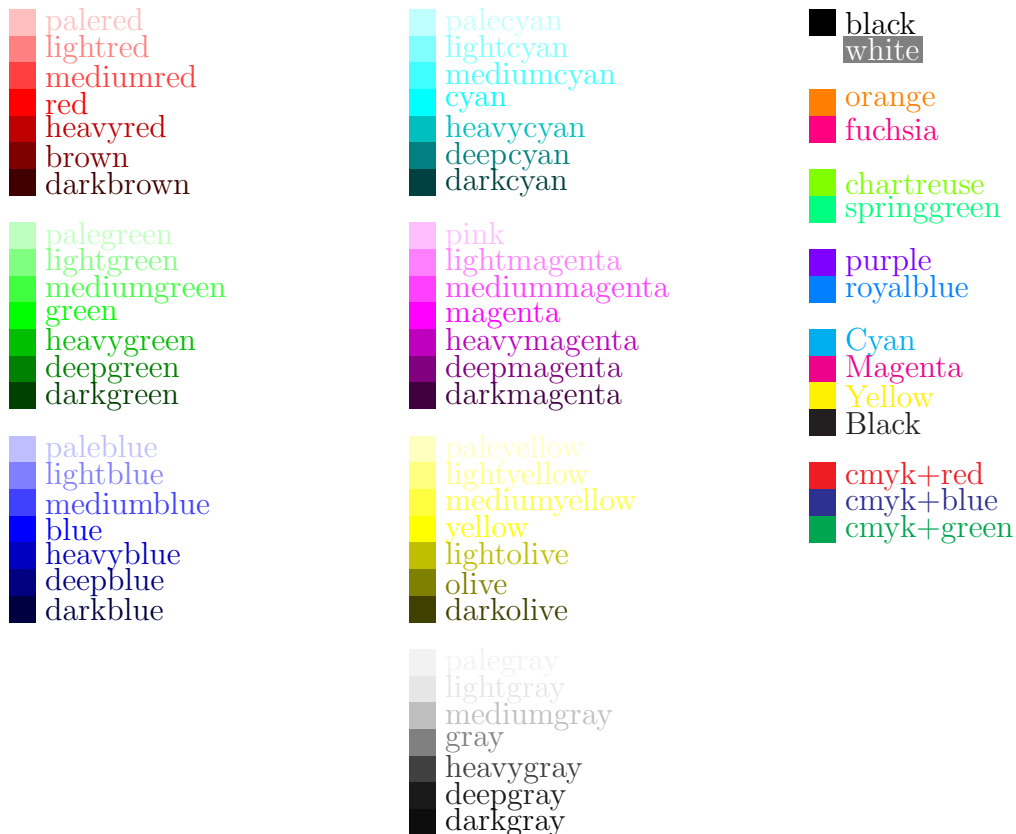 palered
lightred
mediumred
red
heavyred
brown
darkbrown
palegreen
lightgreen
mediumgreen
green
heavygreen
deepgreen
darkgreen
paleblue
lightblue
mediumblue
blue
heavyblue
deepblue
darkblue
palecyan
lightcyan
mediumcyan
cyan
heavycyan
deepcyan
darkcyan
pink
lightmagenta
mediummagenta
magenta
heavymagenta
deepmagenta
darkmagenta
paleyellow
lightyellow
mediumyellow
yellow
lightolive
olive
darkolive
palegray
lightgray
mediumgray
gray
heavygray
deepgray
darkgray
black
white
orange
fuchsia
chartreuse
springgreen
purple
royalblue
Cyan
Magenta
Yellow
Black
cmyk+red
cmyk+blue
cmyk+green